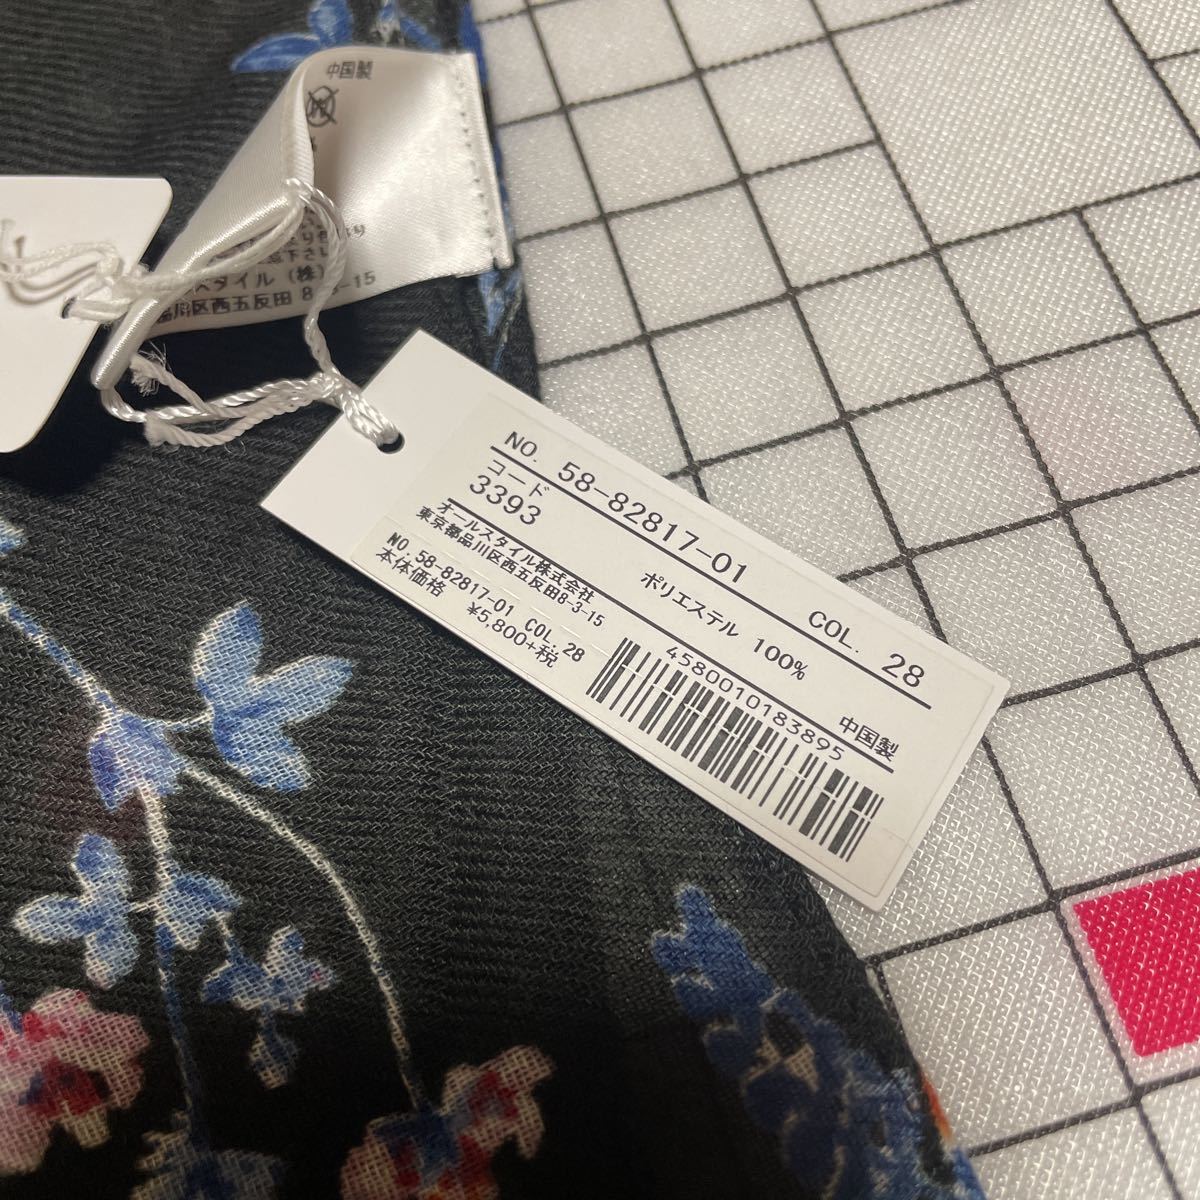 中国製
スタイル (株)
品川区西五反田 8-3-15
NO. 58-82817-01 COL. 28
コード
3393 ポリエステル 100% 中国製
オールスタイル株式会社
東京都品川区西五反田8-3-15
NO. 58-82817-01 COL. 28
本体価格 ¥5,800+税
4580010183895